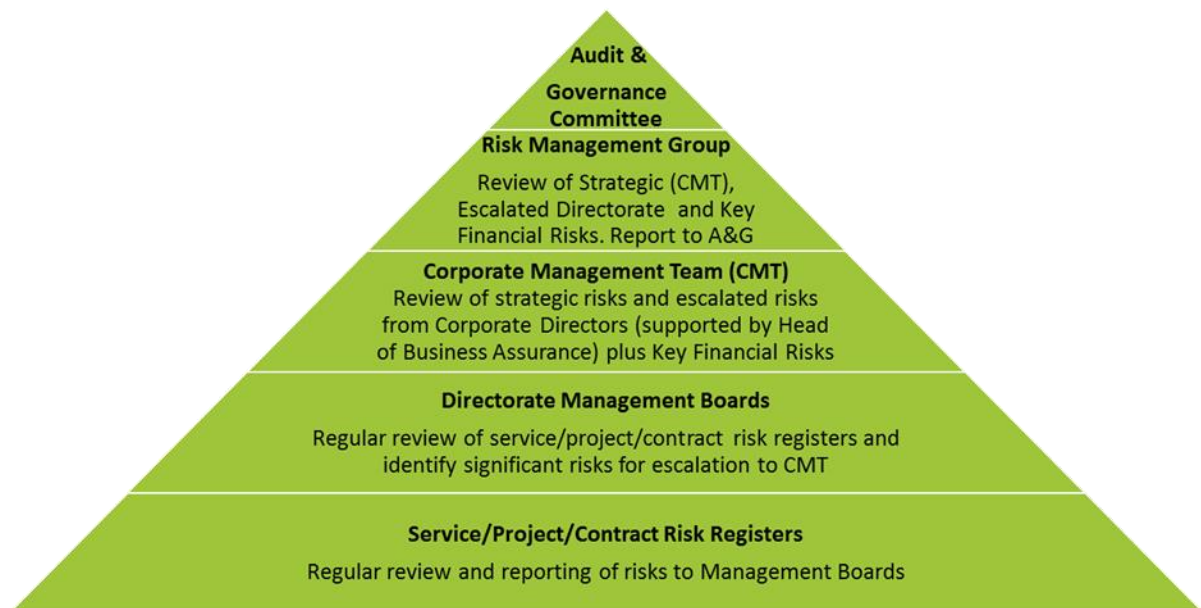 Audit &
Governance
Committee
Risk Management Group
Review of Strategic (CMT),
Escalated Directorate and Key
Financial Risks. Report to A&G
Corporate Management Team (CMT)
Review of strategic risks and escalated risks
from Corporate Directors (supported by Head
of Business Assurance) plus Key Financial Risks
Directorate Management Boards
Regular review of service/project/contract risk registers and
identify significant risks for escalation to CMT
Service/Project/Contract Risk Registers
Regular review and reporting of risks to Management Boards